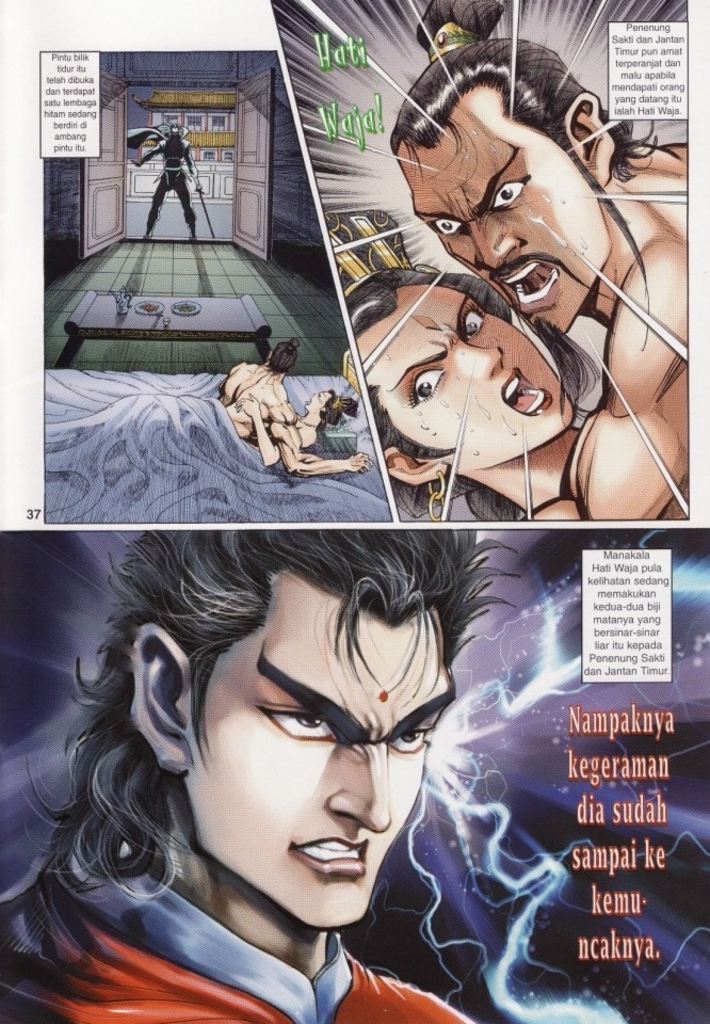 Pintu bilik
tidur itu
telah dibuka
dan terdapat
satu lembaga
hitam sedang
berdiri di
ambang
pintu itu.
Hati
Waja!
Penenung
Sakti dan Jantan
Timur pun amat
terperanjat dan
malu apabila
mendapati orang
yang datang itu
ialah Hati Waja.
37
Manakala
Hati Waja pula
kelihatan sedang
memakukan
kedua-dua biji
matanya yang
bersinar-sinar
liar itu kepada
Penenung Sakti
dan Jantan Timur.
Nampaknya
kegeraman
dia sudah
sampai ke
kemu-
ncaknya.